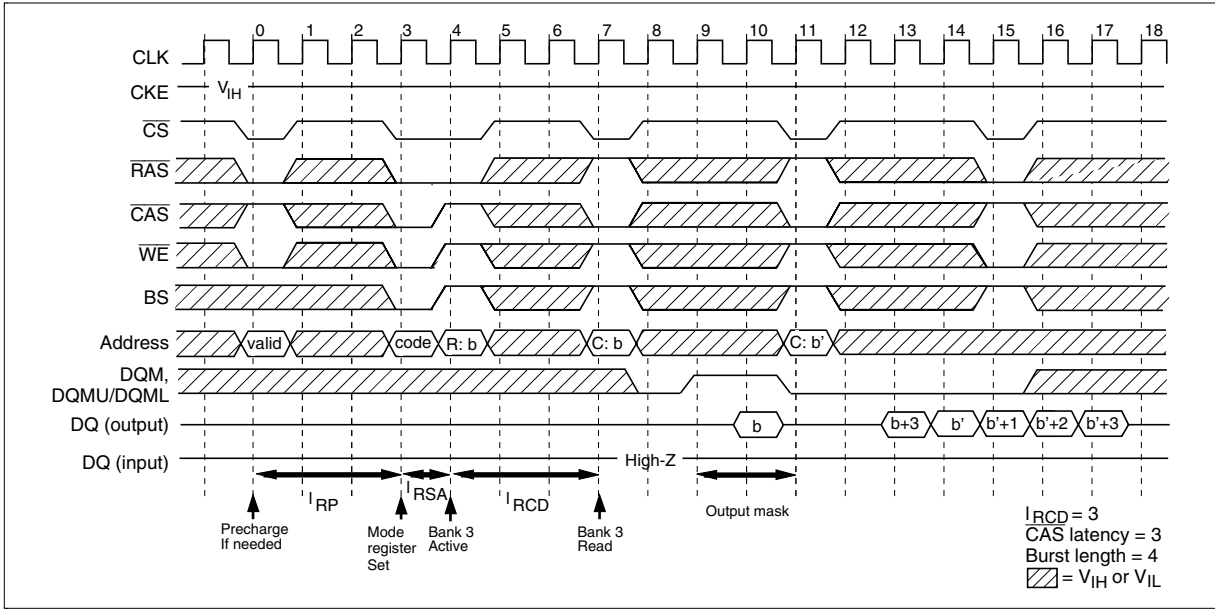 0 1 2 3 4 5 6 7 8 9 10 11 12 13 14 15 16 17 18
CLK
CKE VIH
CS
RAS
CAS
WE
BS
Address valid code R: b C: b C: b'
DQM,
DQMU/DQML
DQ (output) b b+3 b' b'+1 b'+2 b'+3
DQ (input) High-Z
lRP lRSA lRCD Output mask
Precharge
If needed
Mode
register
Set
Bank 3
Active
Bank 3
Read
lRCD = 3
CAS latency = 3
Burst length = 4
= VIH or VIL